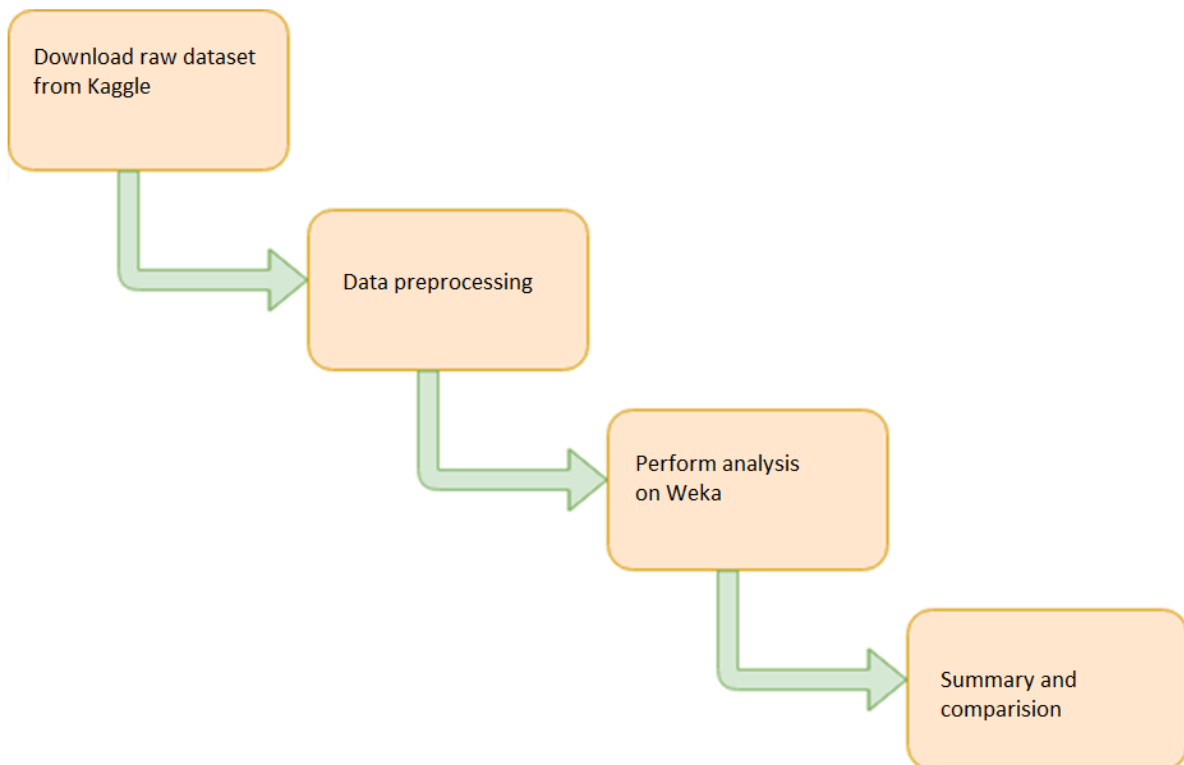 Download raw dataset
from Kaggle
Data preprocessing
Perform analysis
on Weka
Summary and
comparision